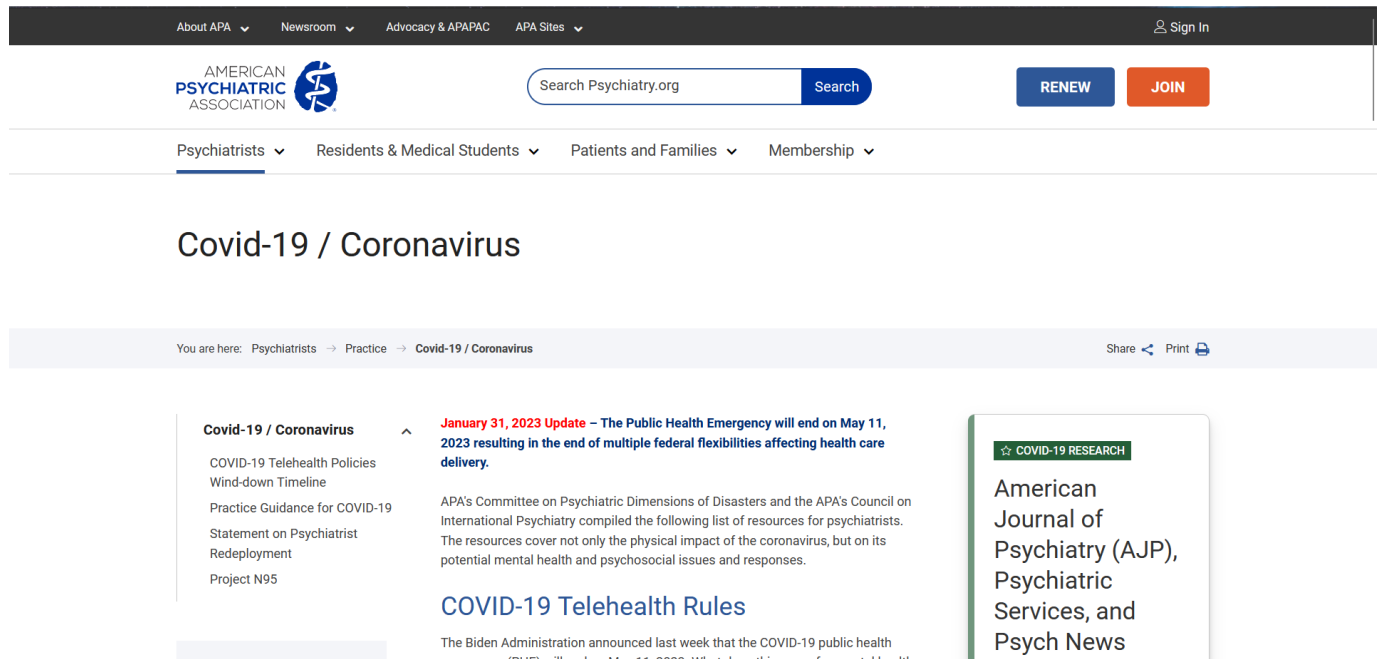 About APA Newsroom Advocacy & APAPAC APA Sites Sign In
AMERICAN
PSYCHIATRIC
ASSOCIATION
Search Psychiatry.org Search
RENEW JOIN
Psychiatrists Residents & Medical Students Patients and Families Membership
Covid-19 / Coronavirus
You are here: Psychiatrists → Practice → Covid-19 / Coronavirus Share Print
Covid-19 / Coronavirus
COVID-19 Telehealth Policies
Wind-down Timeline
Practice Guidance for COVID-19
Statement on Psychiatrist
Redeployment
Project N95
January 31, 2023 Update – The Public Health Emergency will end on May 11,
2023 resulting in the end of multiple federal flexibilities affecting health care
delivery.
APA's Committee on Psychiatric Dimensions of Disasters and the APA's Council on
International Psychiatry compiled the following list of resources for psychiatrists.
The resources cover not only the physical impact of the coronavirus, but on its
potential mental health and psychosocial issues and responses.
COVID-19 Telehealth Rules
The Biden Administration announced last week that the COVID-19 public health
COVID-19 RESEARCH
American
Journal of
Psychiatry (AJP),
Psychiatric
Services, and
Psych News